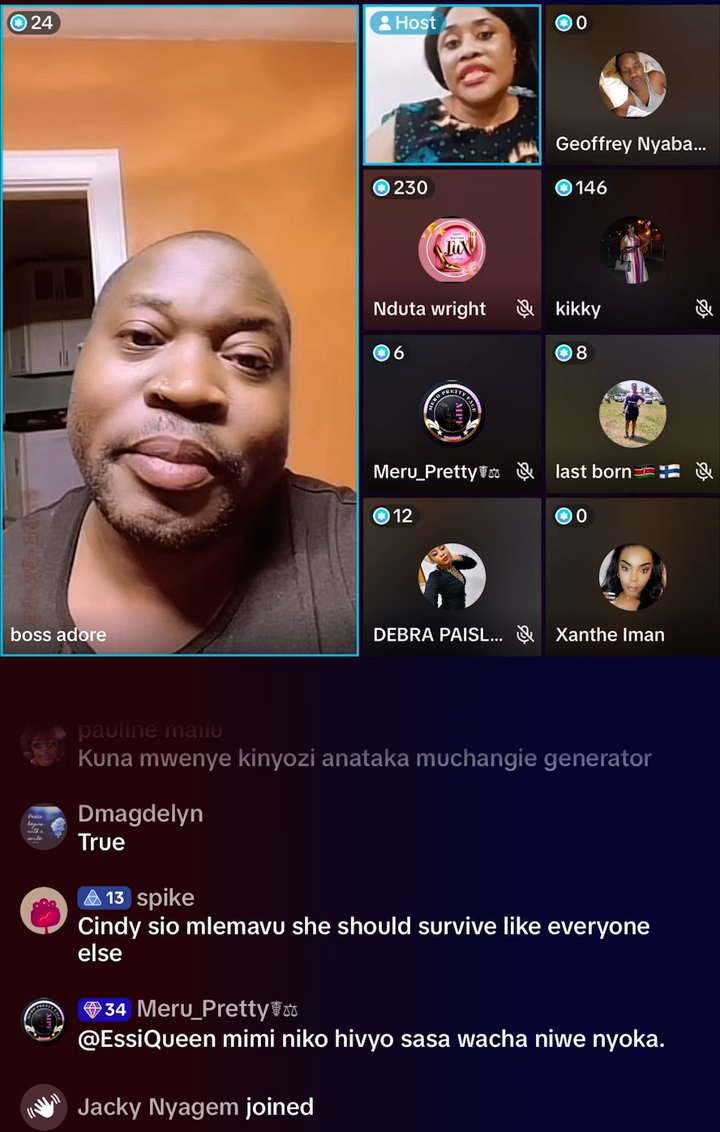 24
Host
0
Geoffrey Nyaba...
230
Nduta wright
146
kikky
6
Meru_Pretty☤⚖
8
last born🇰🇪🇫🇮
12
DEBRA PAISL...
0
Xanthe Iman
boss adore
pauline mailu
Kuna mwenye kinyozi anataka muchangie generator
Dmagdelyn
True
13 spike
Cindy sio mlemavu she should survive like everyone
else
34 Meru_Pretty☤⚖
@EssiQueen mimi niko hivyo sasa wacha niwe nyoka.
Jacky Nyagem joined